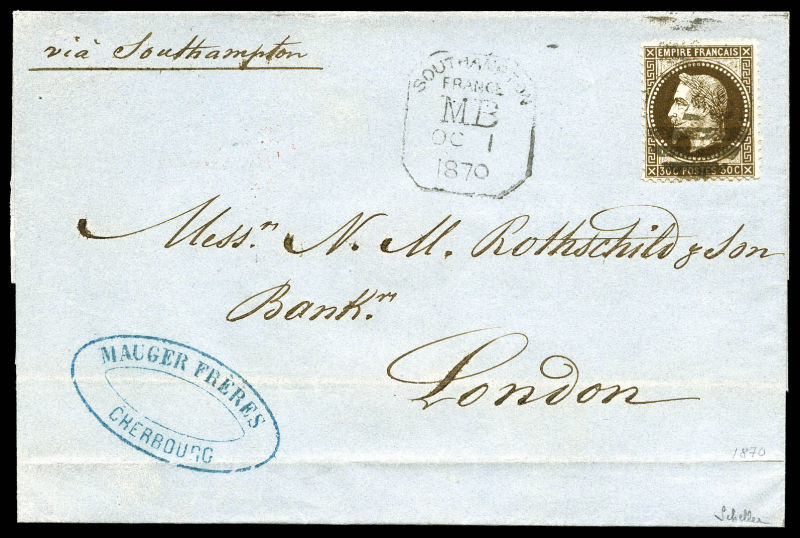 via Southampton
SOUTHAMPTON
FRANCE
MB
OC 1
1870
EMPIRE FRANCAIS
30C POSTES 30C
Mess.rs N. M. Rothschild & Son
Bank.rs
London
MAUGER FRÈRES
CHERBOURG
1870